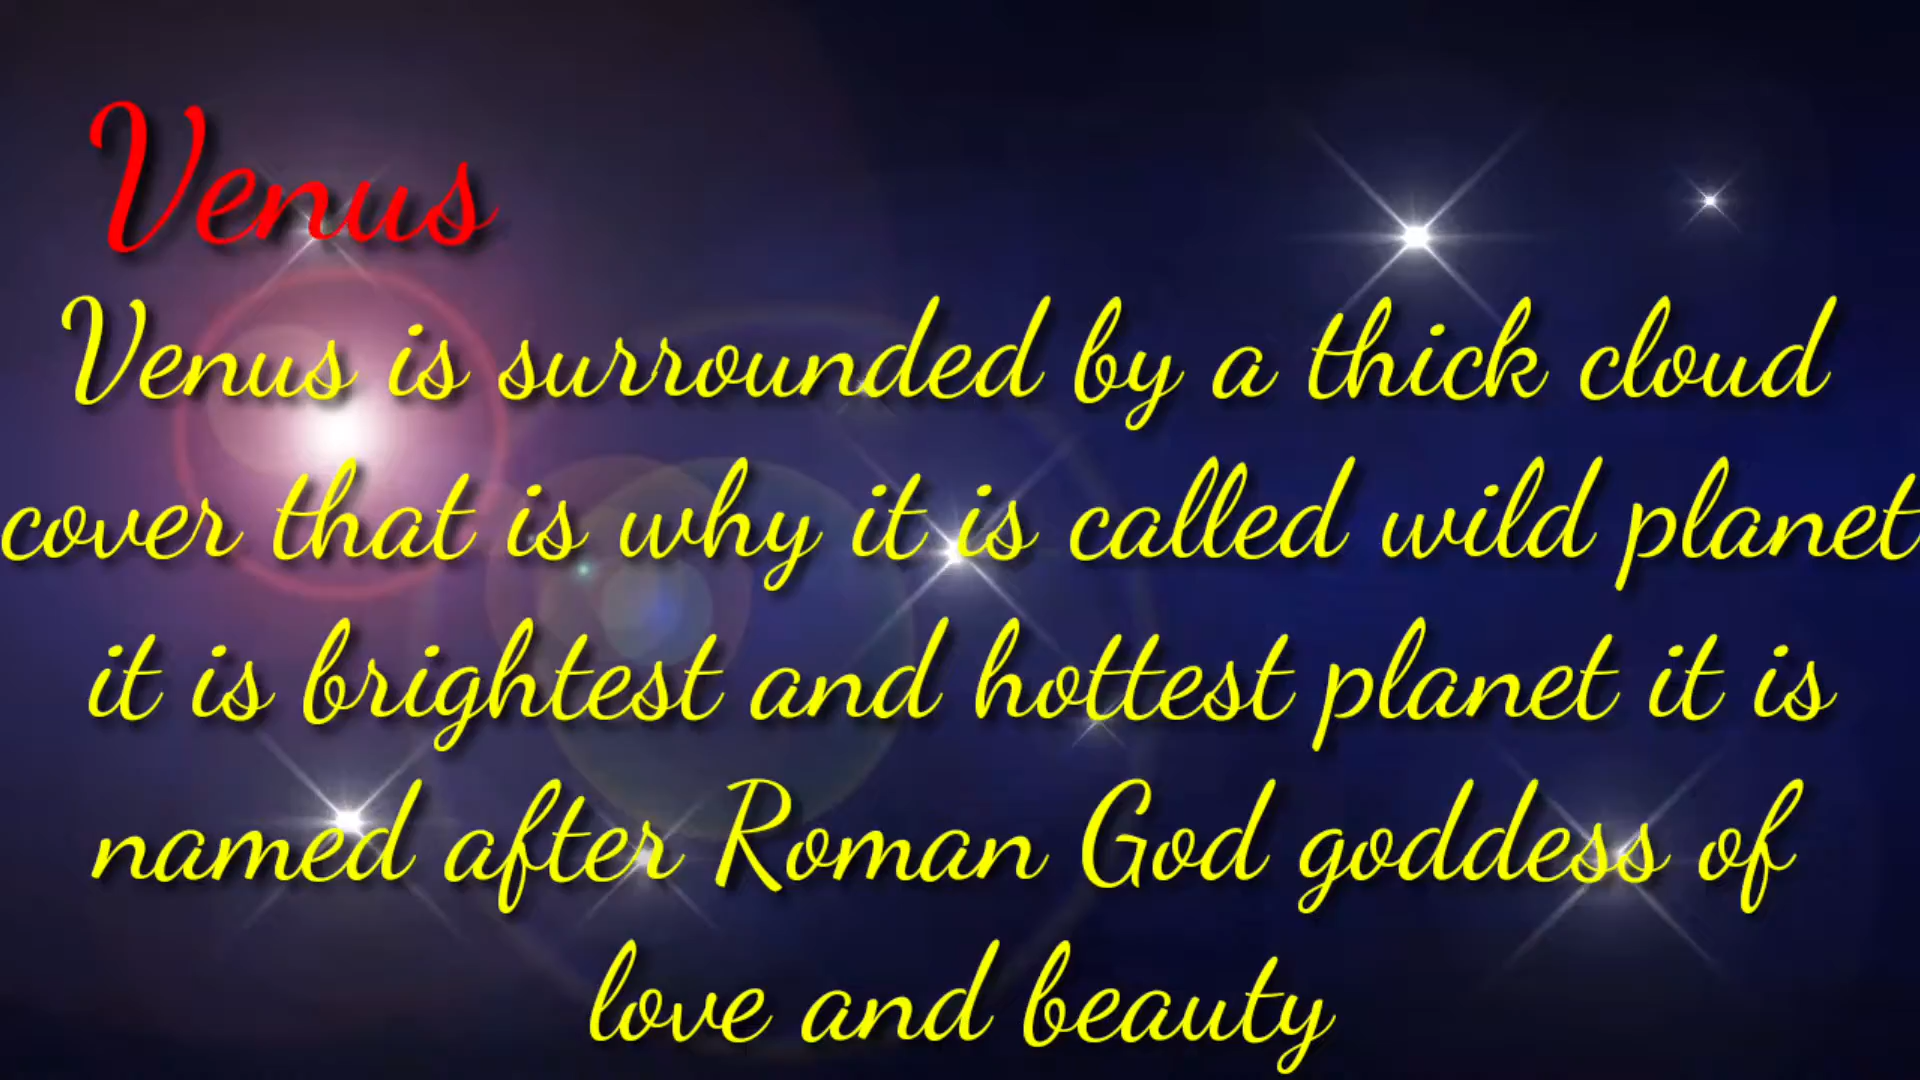 Venus
Venus is surrounded by a thick cloud
cover that is why it is called wild planet
it is brightest and hottest planet it is
named after Roman God goddess of
love and beauty